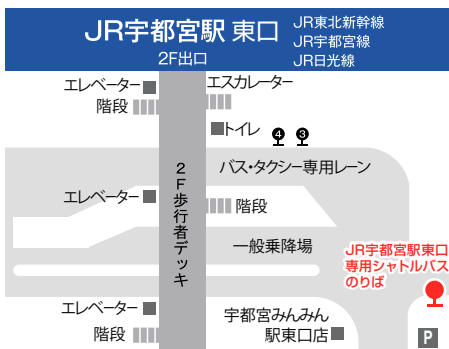 JR宇都宮駅 東口
JR東北新幹線
JR宇都宮線
JR日光線
2F出口
エレベーター
エスカレーター
階段
トイレ
4 3
バス・タクシー専用レーン
2F歩行者デッキ
エレベーター
階段
一般乗降場
JR宇都宮駅東口
専用シャトルバス
のりば
エレベーター
階段
宇都宮みんみん
駅東口店
P